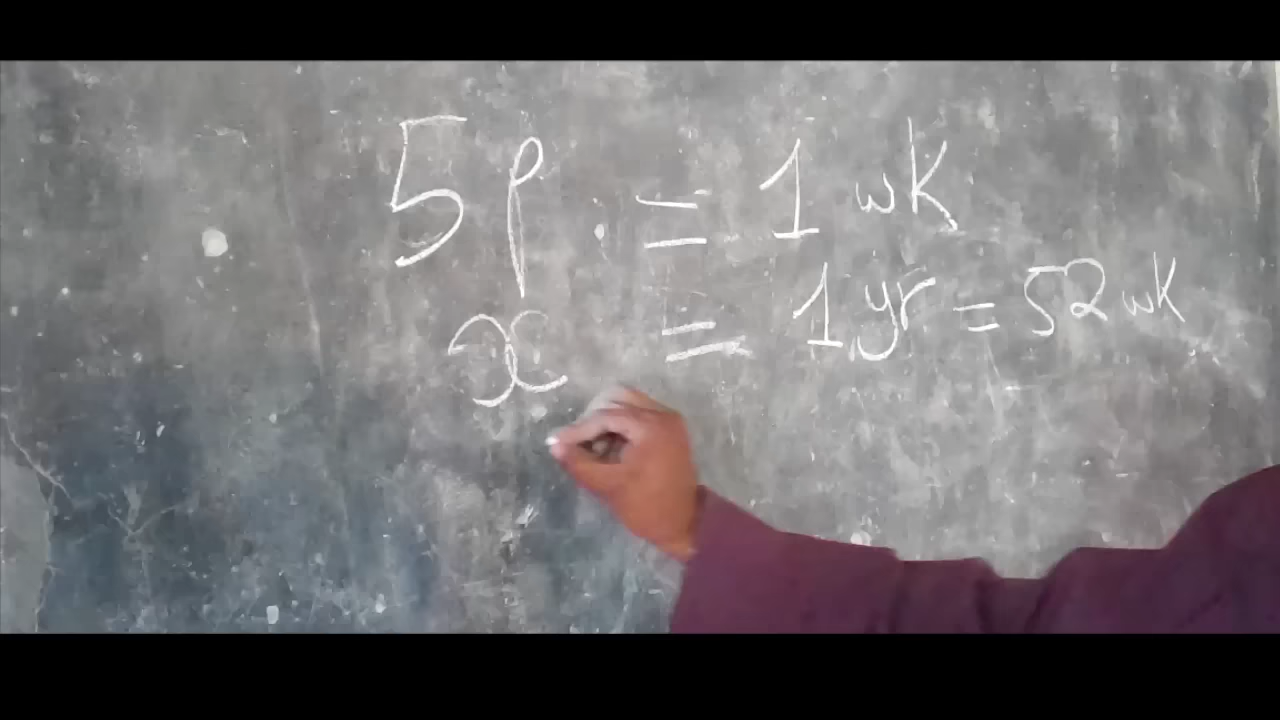 5 p. = 1 wk
x = 1 yr = 52 wk